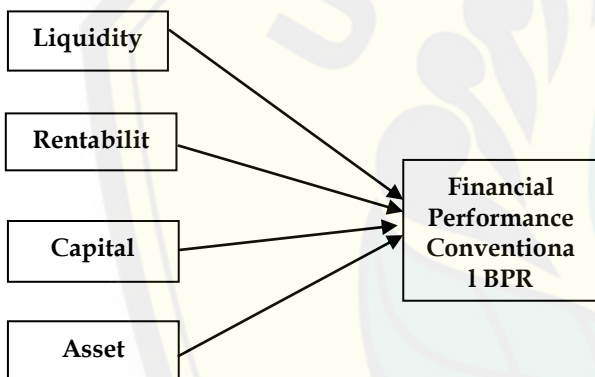 Liquidity
Rentabilit
Capital
Asset
Financial
Performance
Conventiona
l BPR